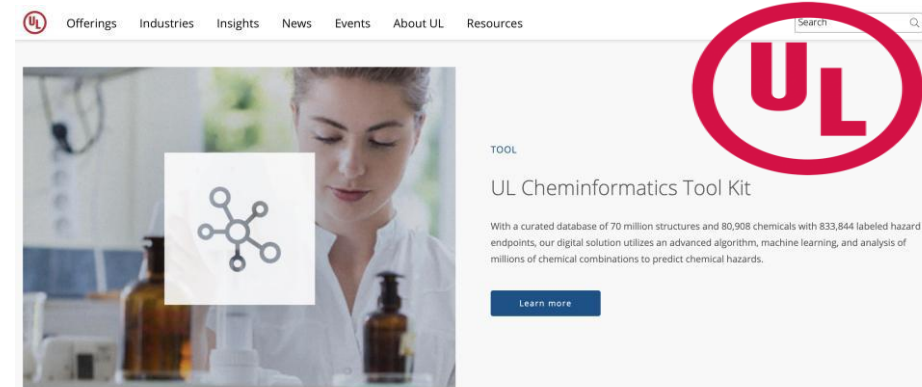 UL
Offerings Industries Insights News Events About UL Resources
Search
UL
TOOL
UL Cheminformatics Tool Kit
With a curated database of 70 million structures and 80,908 chemicals with 833,844 labeled hazard
endpoints, our digital solution utilizes an advanced algorithm, machine learning, and analysis of
millions of chemical combinations to predict chemical hazards.
Learn more